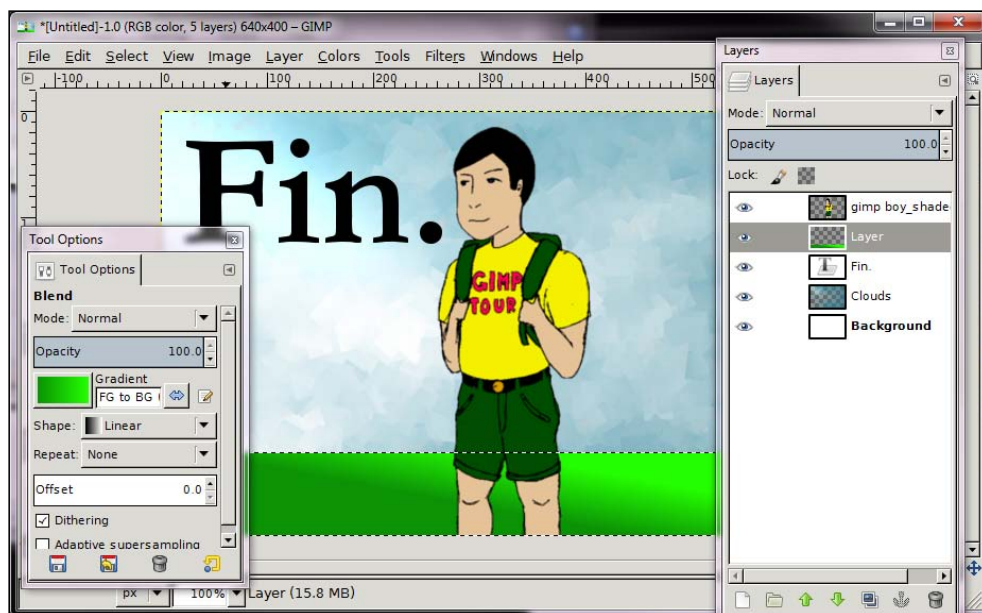 *[Untitled]-1.0 (RGB color, 5 layers) 640x400 – GIMP
File Edit Select View Image Layer Colors Tools Filters Windows Help
-100 0 100 200 300 400 500
0
1
Fin.
GIMP
TOUR
Tool Options
Tool Options
Blend
Mode: Normal
Opacity 100.0
Gradient
FG to BG (
Shape: Linear
Repeat: None
Offset 0.0
Dithering
Adaptive supersampling
px 100% Layer (15.8 MB)
Layers
Layers
Mode: Normal
Opacity 100.0
Lock:
gimp boy_shade
Layer
T Fin.
Clouds
Background